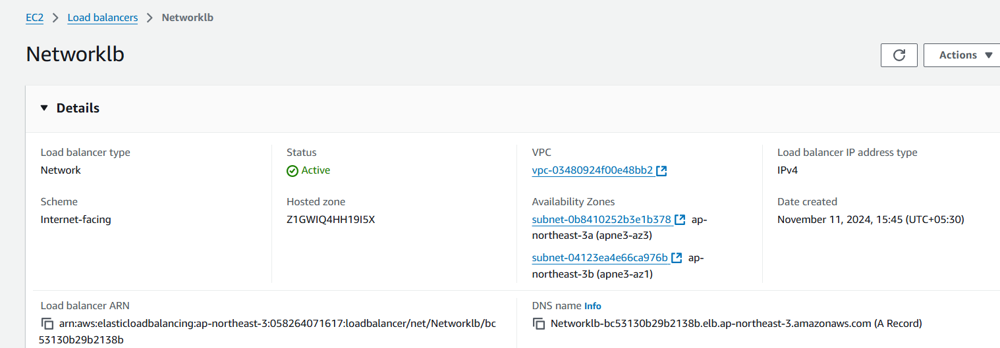 EC2 > Load balancers > Networklb
Networklb
Actions
Details
Load balancer type
Network
Status
Active
VPC
vpc-03480924f00e48bb2
Load balancer IP address type
IPv4
Scheme
Internet-facing
Hosted zone
Z1GWIQ4HH19I5X
Availability Zones
subnet-0b8410252b3e1b378 ap-
northeast-3a (apne3-az3)
subnet-04123ea4e66ca976b ap-
northeast-3b (apne3-az1)
Date created
November 11, 2024, 15:45 (UTC+05:30)
Load balancer ARN
arn:aws:elasticloadbalancing:ap-northeast-3:058264071617:loadbalancer/net/Networklb/bc
53130b29b2138b
DNS name Info
Networklb-bc53130b29b2138b.elb.ap-northeast-3.amazonaws.com (A Record)